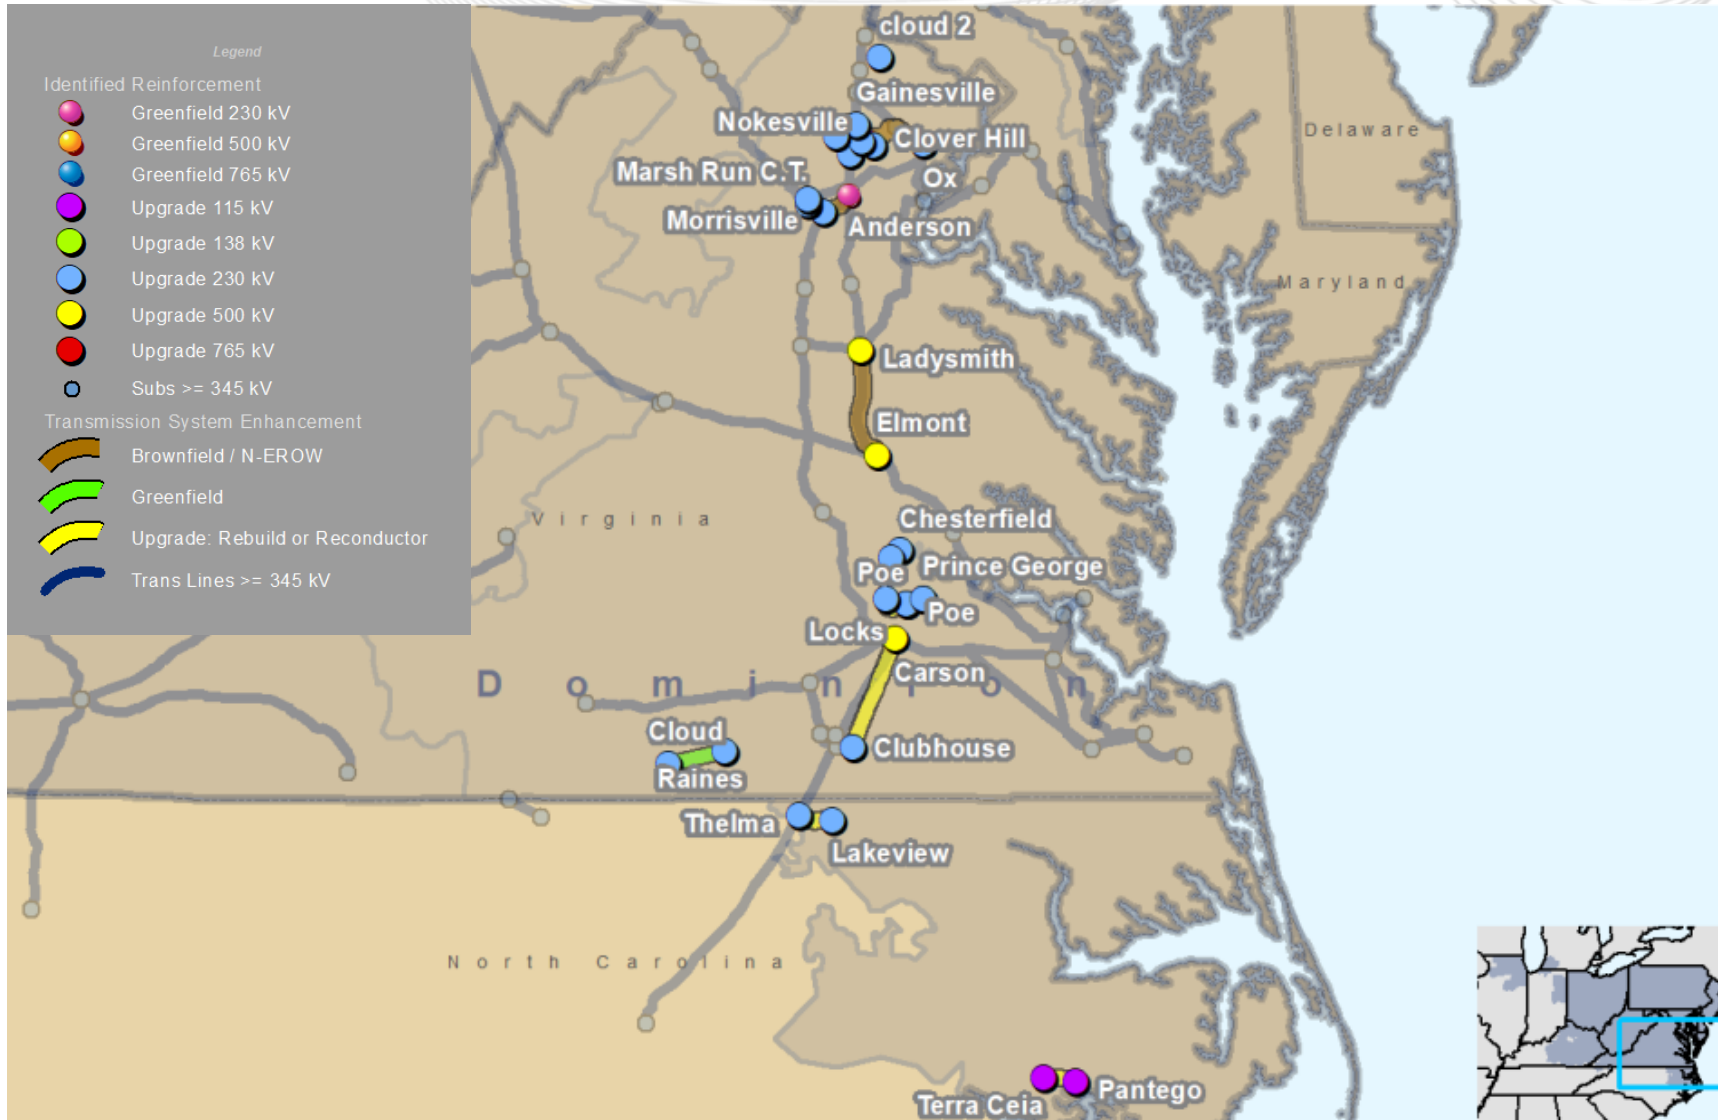 Legend
Identified Reinforcement
Greenfield 230 kV
Greenfield 500 kV
Greenfield 765 kV
Upgrade 115 kV
Upgrade 138 kV
Upgrade 230 kV
Upgrade 500 kV
Upgrade 765 kV
Subs >= 345 kV
Transmission System Enhancement
Brownfield / N-EROW
Greenfield
Upgrade: Rebuild or Reconductor
Trans Lines >= 345 kV
cloud 2
Gainesville
Nokesville
Clover Hill
Delaware
Marsh Run C.T.
Ox
Morrisville
Anderson
Maryland
Ladysmith
Elmont
Virginia
Chesterfield
Poe
Prince George
Poe
Locks
Carson
Dominion
Cloud
Clubhouse
Raines
Thelma
Lakeview
North Carolina
Pantego
Terra Ceia